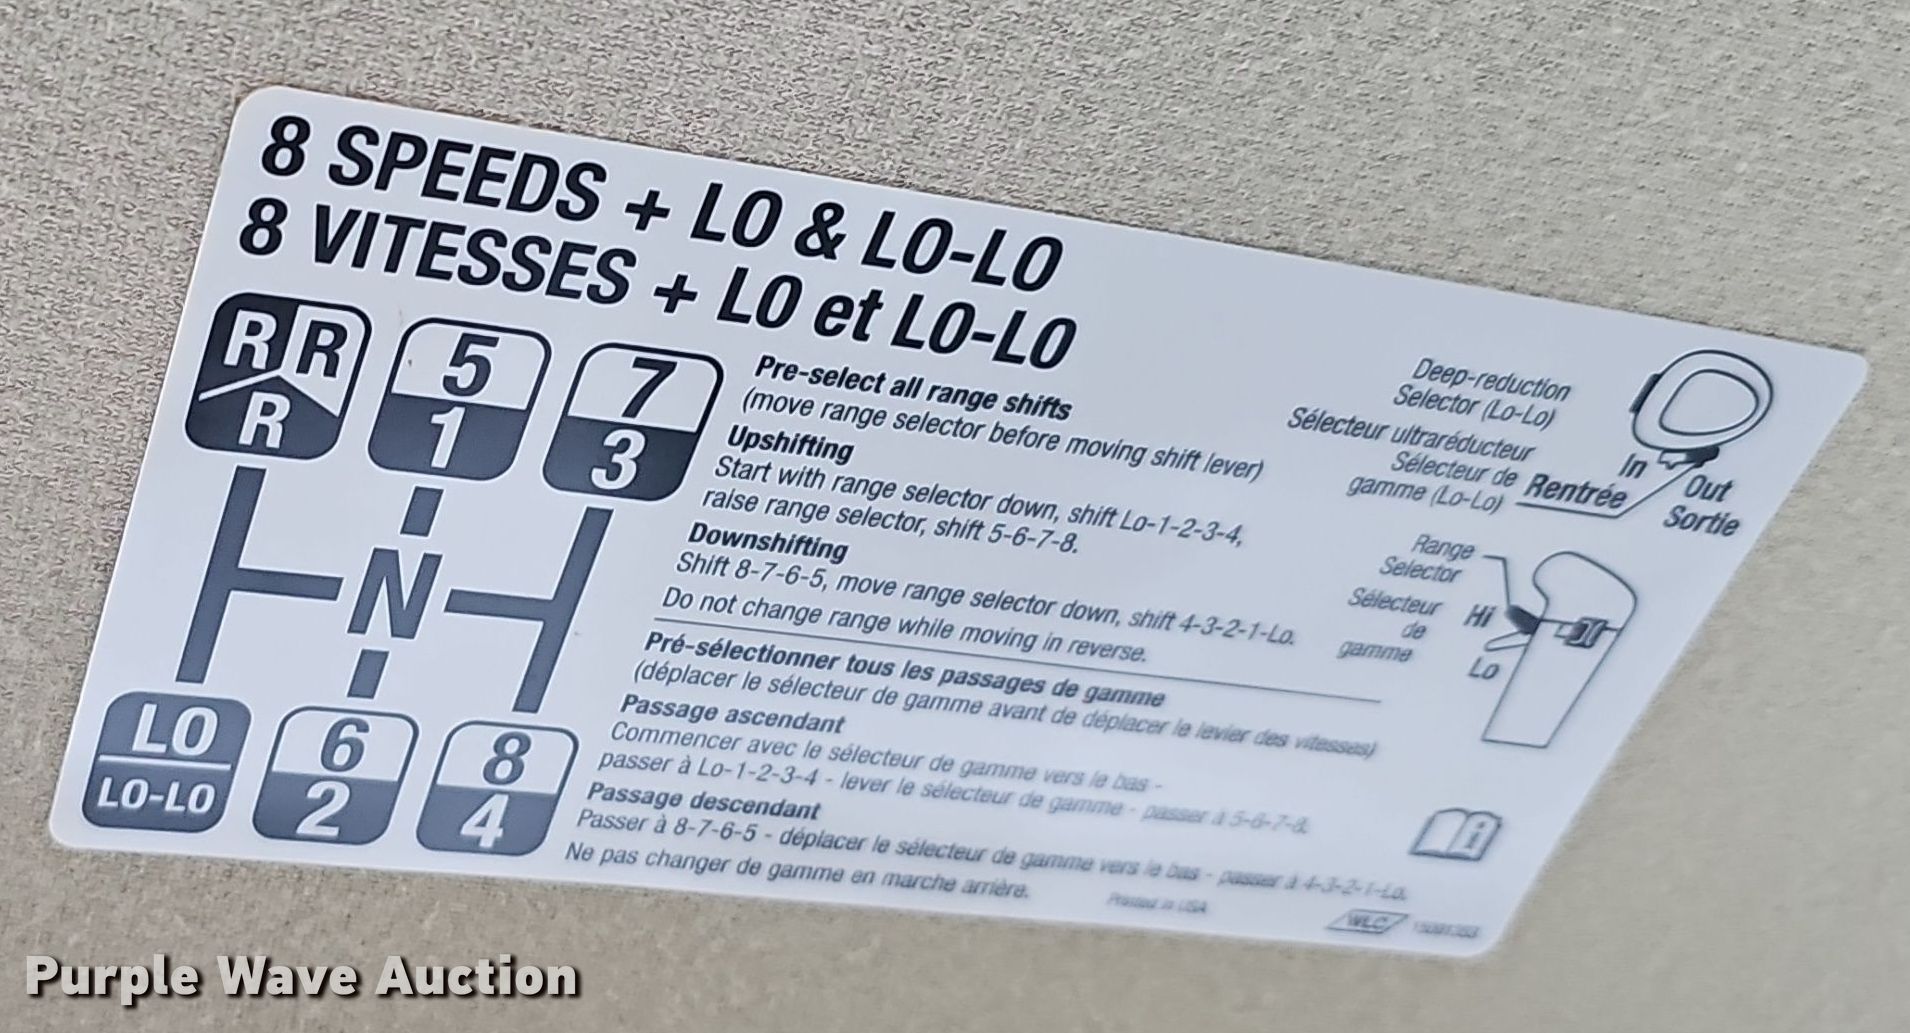 8 SPEEDS + LO & LO-LO
8 VITESSES + LO et LO-LO
R R
R
5
1
7
3
N
LO
LO-LO
6
2
8
4
Pre-select all range shifts
(move range selector before moving shift lever)
Upshifting
Start with range selector down, shift Lo-1-2-3-4,
raise range selector, shift 5-6-7-8.
Downshifting
Shift 8-7-6-5, move range selector down, shift 4-3-2-1-Lo.
Do not change range while moving in reverse.
Pré-sélectionner tous les passages de gamme
(déplacer le sélecteur de gamme avant de déplacer le levier des vitesses)
Passage ascendant
Commencer avec le sélecteur de gamme vers le bas -
passer à Lo-1-2-3-4 - lever le sélecteur de gamme - passer à 5-6-7-8.
Passage descendant
Passer à 8-7-6-5 - déplacer le sélecteur de gamme vers le bas - passer à 4-3-2-1-Lo.
Ne pas changer de gamme en marche arrière.
Printed in USA
WLC
Deep-reduction
Selector (Lo-Lo)
Sélecteur ultraréducteur
Sélecteur de
gamme (Lo-Lo)
In
Rentrée
Out
Sortie
Range
Selector
Sélecteur
de
gamme
Hi
Lo
i
Purple Wave Auction